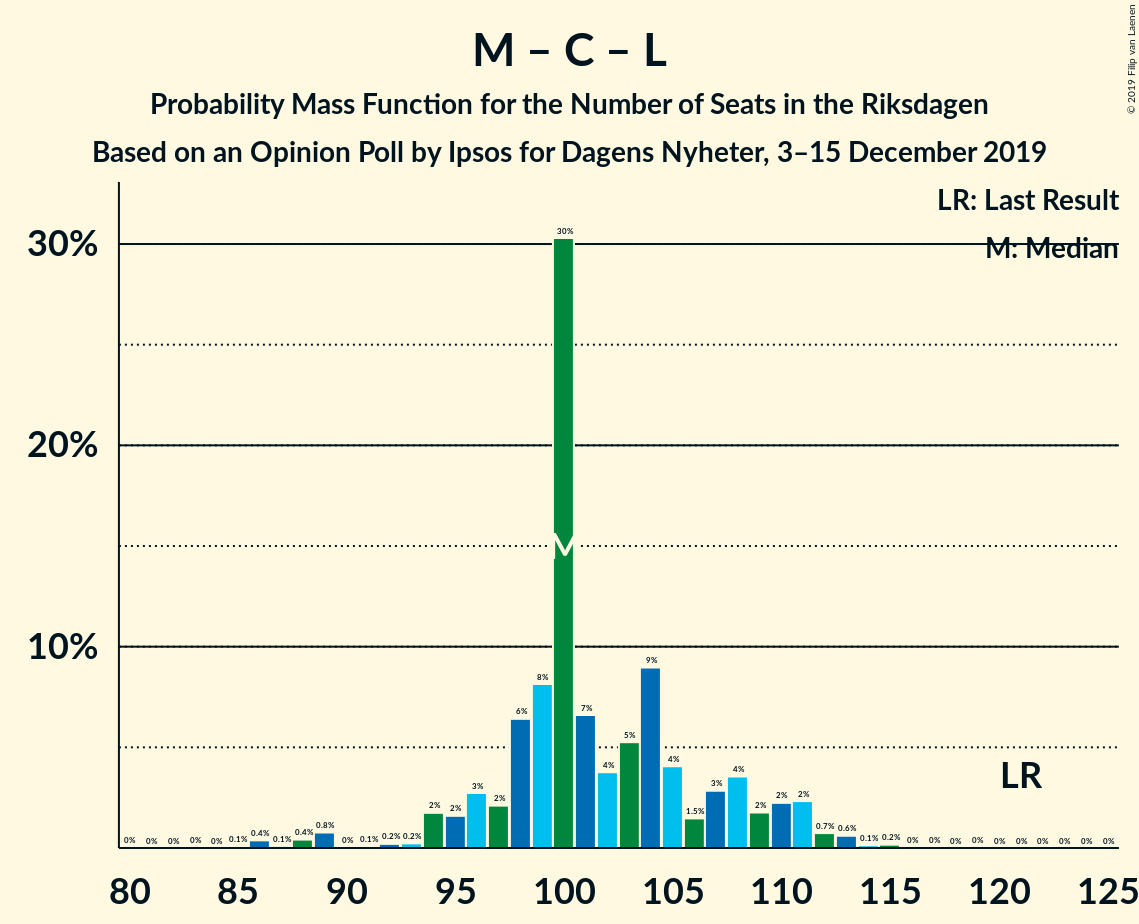 M – C – L
Probability Mass Function for the Number of Seats in the Riksdagen
Based on an Opinion Poll by Ipsos for Dagens Nyheter, 3–15 December 2019
© 2019 Filip van Laenen
LR: Last Result
M: Median
30%
20%
10%
0% 0% 0% 0% 0% 0.1% 0.4% 0.1% 0.4% 0.8% 0% 0.1% 0.2% 0.2% 2% 2% 3% 2% 6% 8% 30% 7% 4% 5% 9% 4% 1.5% 3% 4% 2% 2% 2% 0.7% 0.6% 0.1% 0.2% 0% 0% 0% 0% 0% 0% 0% 0% 0% 0%
M
LR
80 85 90 95 100 105 110 115 120 125